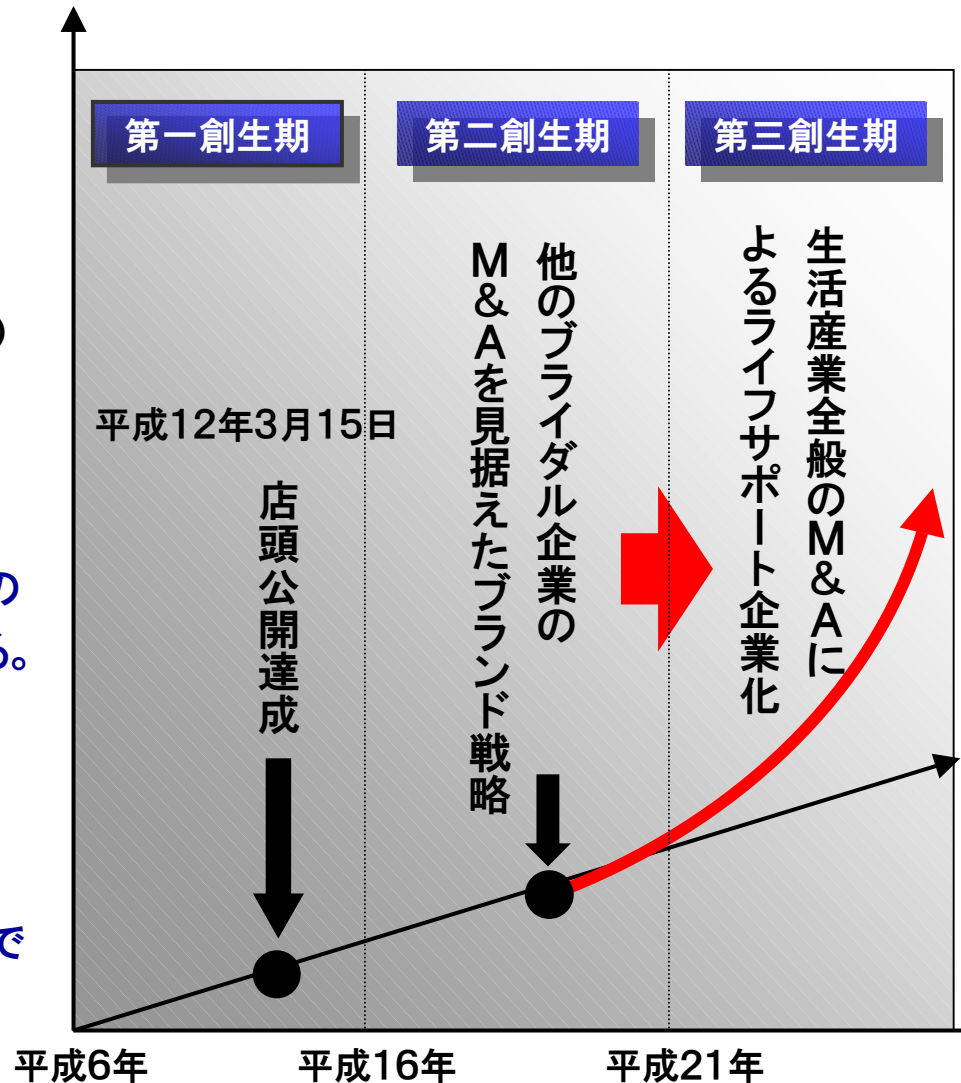 第一創生期
第二創生期
第三創生期
の
平成12年3月15日
店頭公開達成
他のブライダル企業の
M&Aを見据えたブランド戦略
生活産業全般のM&Aに
よるライフサポート企業化
の
る。
で
平成6年
平成16年
平成21年